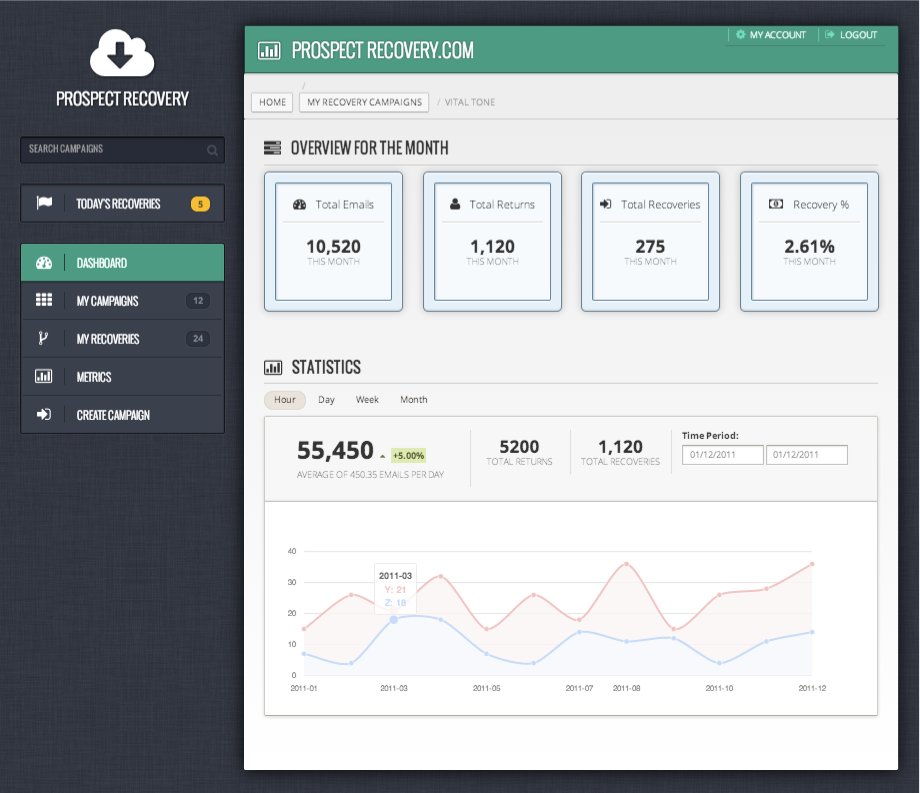 PROSPECT RECOVERY
SEARCH CAMPAIGNS
TODAY'S RECOVERIES 5
DASHBOARD
MY CAMPAIGNS 12
MY RECOVERIES 24
METRICS
CREATE CAMPAIGN
PROSPECT RECOVERY.COM
MY ACCOUNT LOGOUT
/
HOME MY RECOVERY CAMPAIGNS / VITAL TONE
OVERVIEW FOR THE MONTH
Total Emails
10,520
THIS MONTH
Total Returns
1,120
THIS MONTH
Total Recoveries
275
THIS MONTH
Recovery %
2.61%
THIS MONTH
STATISTICS
Hour Day Week Month
55,450 +5.00%
AVERAGE OF 450.35 EMAILS PER DAY
5200
TOTAL RETURNS
1,120
TOTAL RECOVERIES
Time Period:
01/12/2011 01/12/2011
40
30
20
10
0
2011-03
Y: 21
Z: 18
2011-01 2011-03 2011-05 2011-07 2011-08 2011-10 2011-12